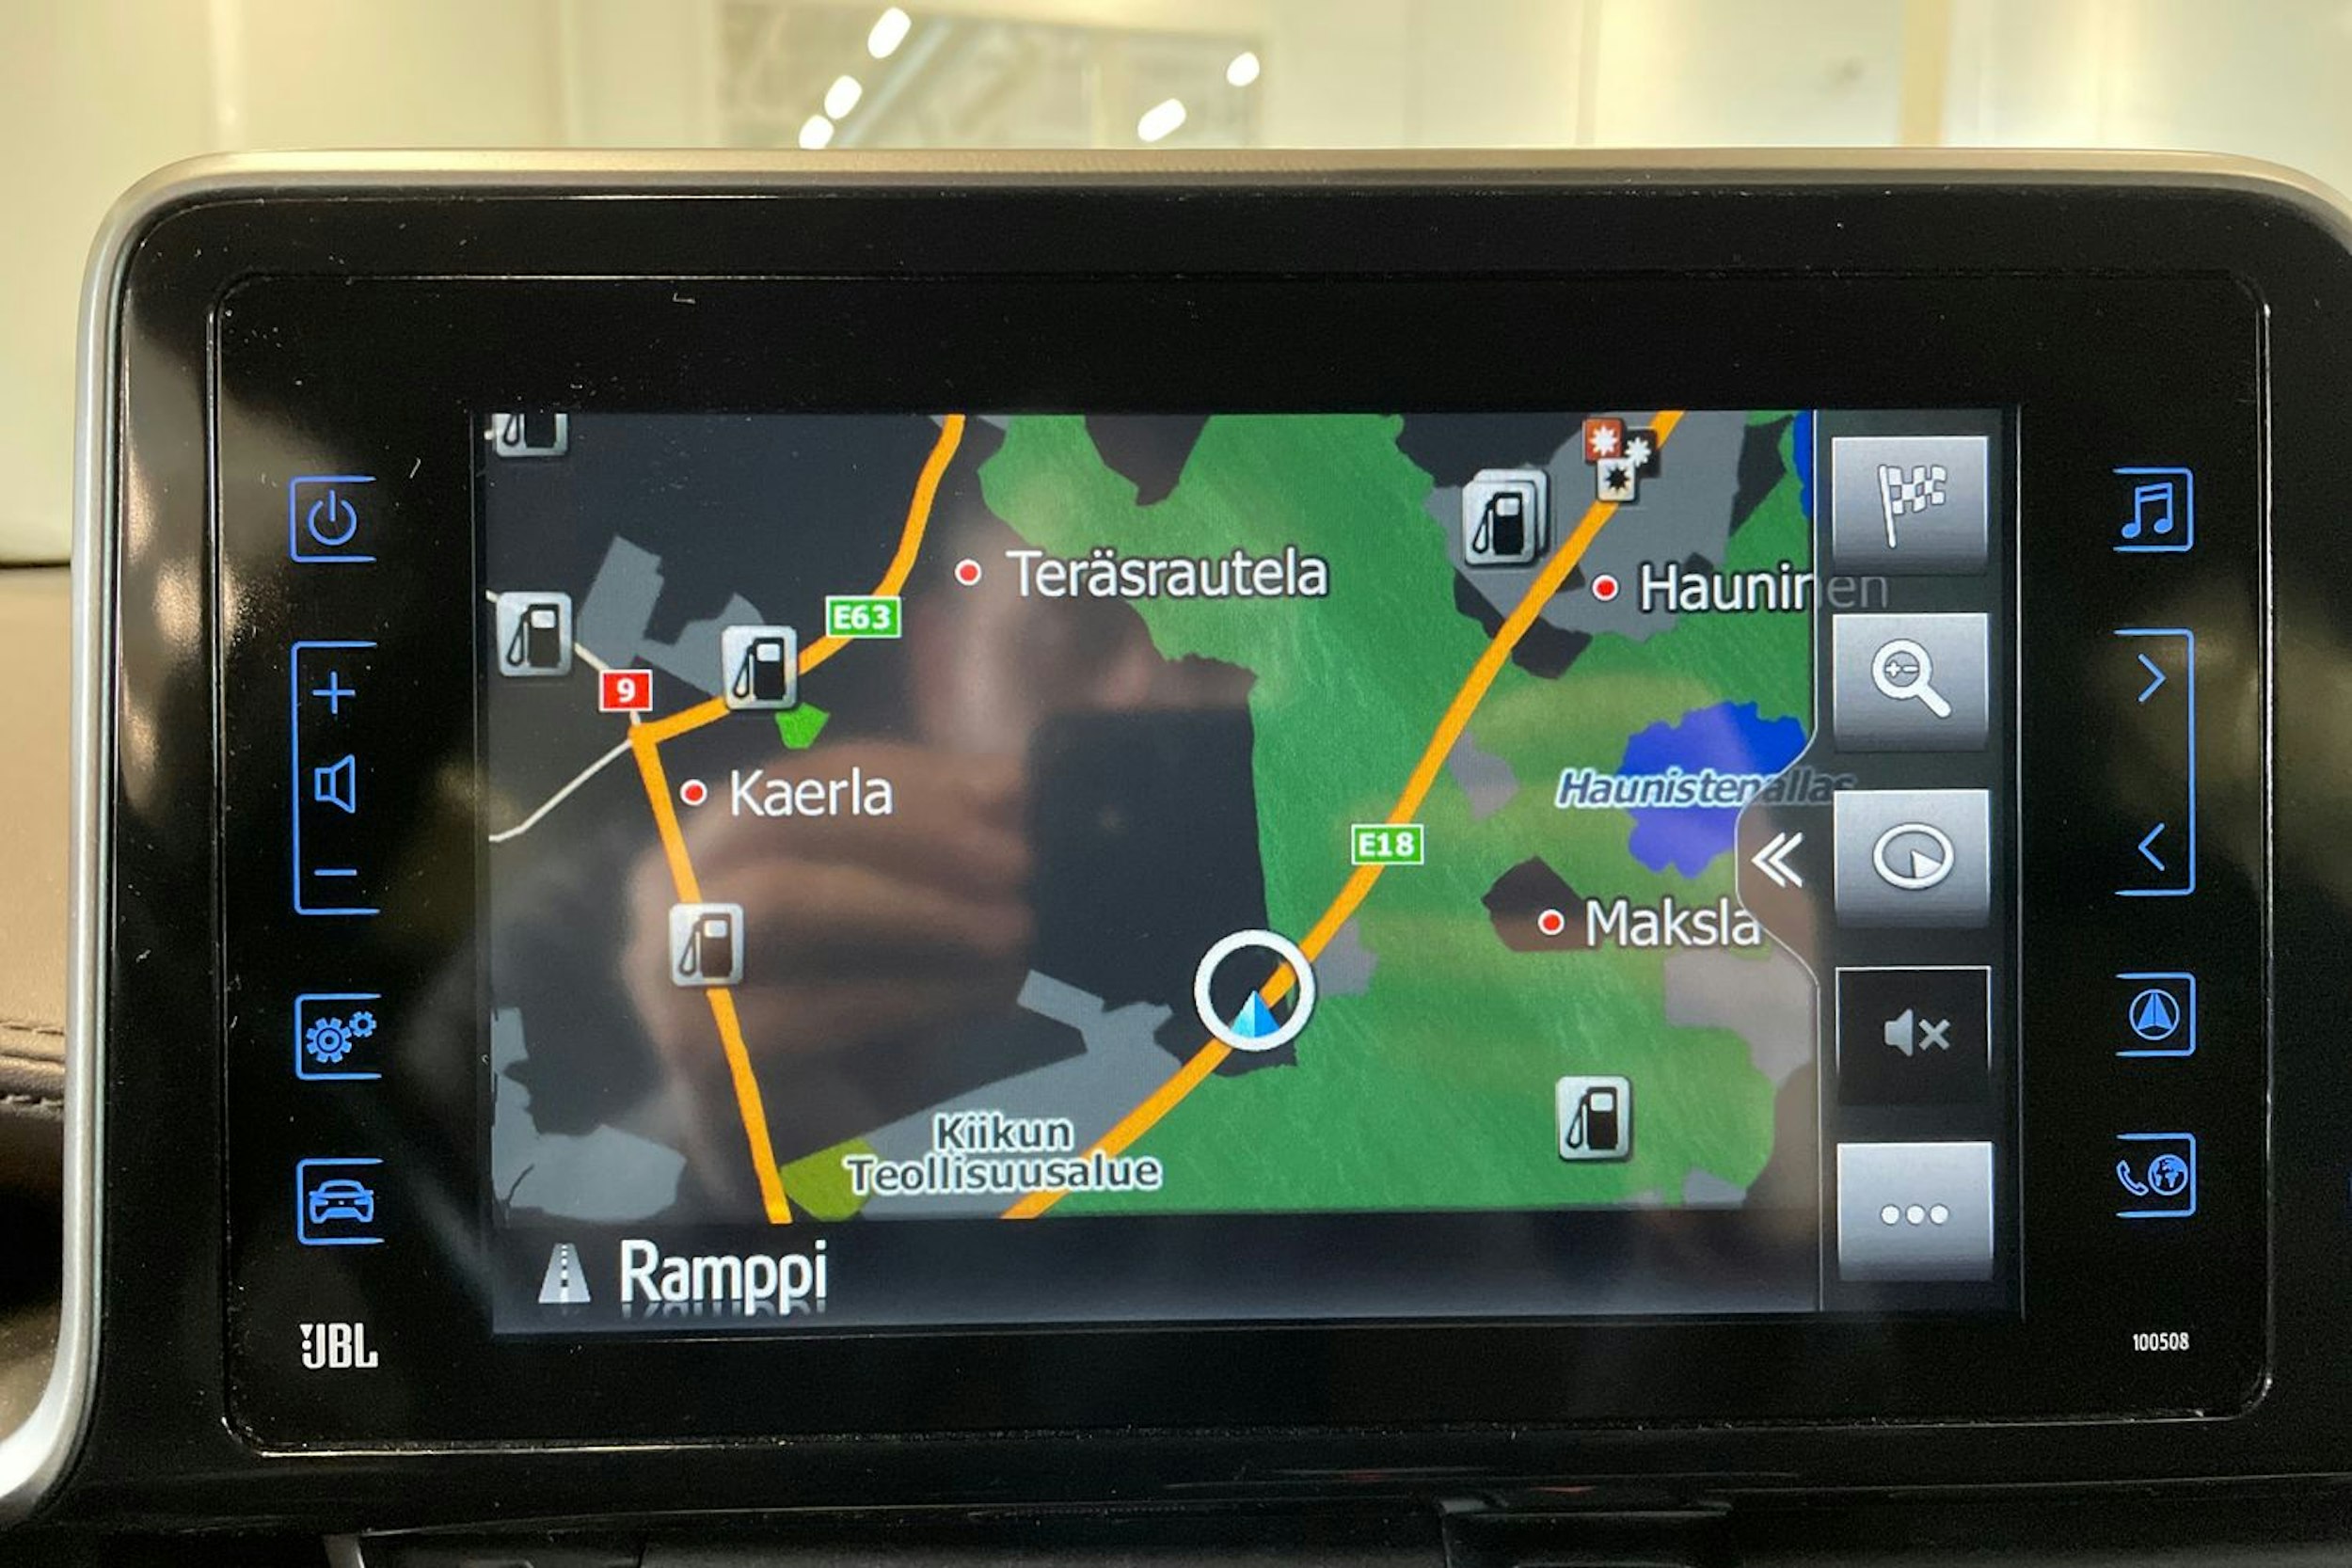 Teräsrautela
Hauninen
E63
9
Kaerla
Haunistenallas
E18
Maksla
Kiikun
Teollisuusalue
Ramppi
JBL
100508